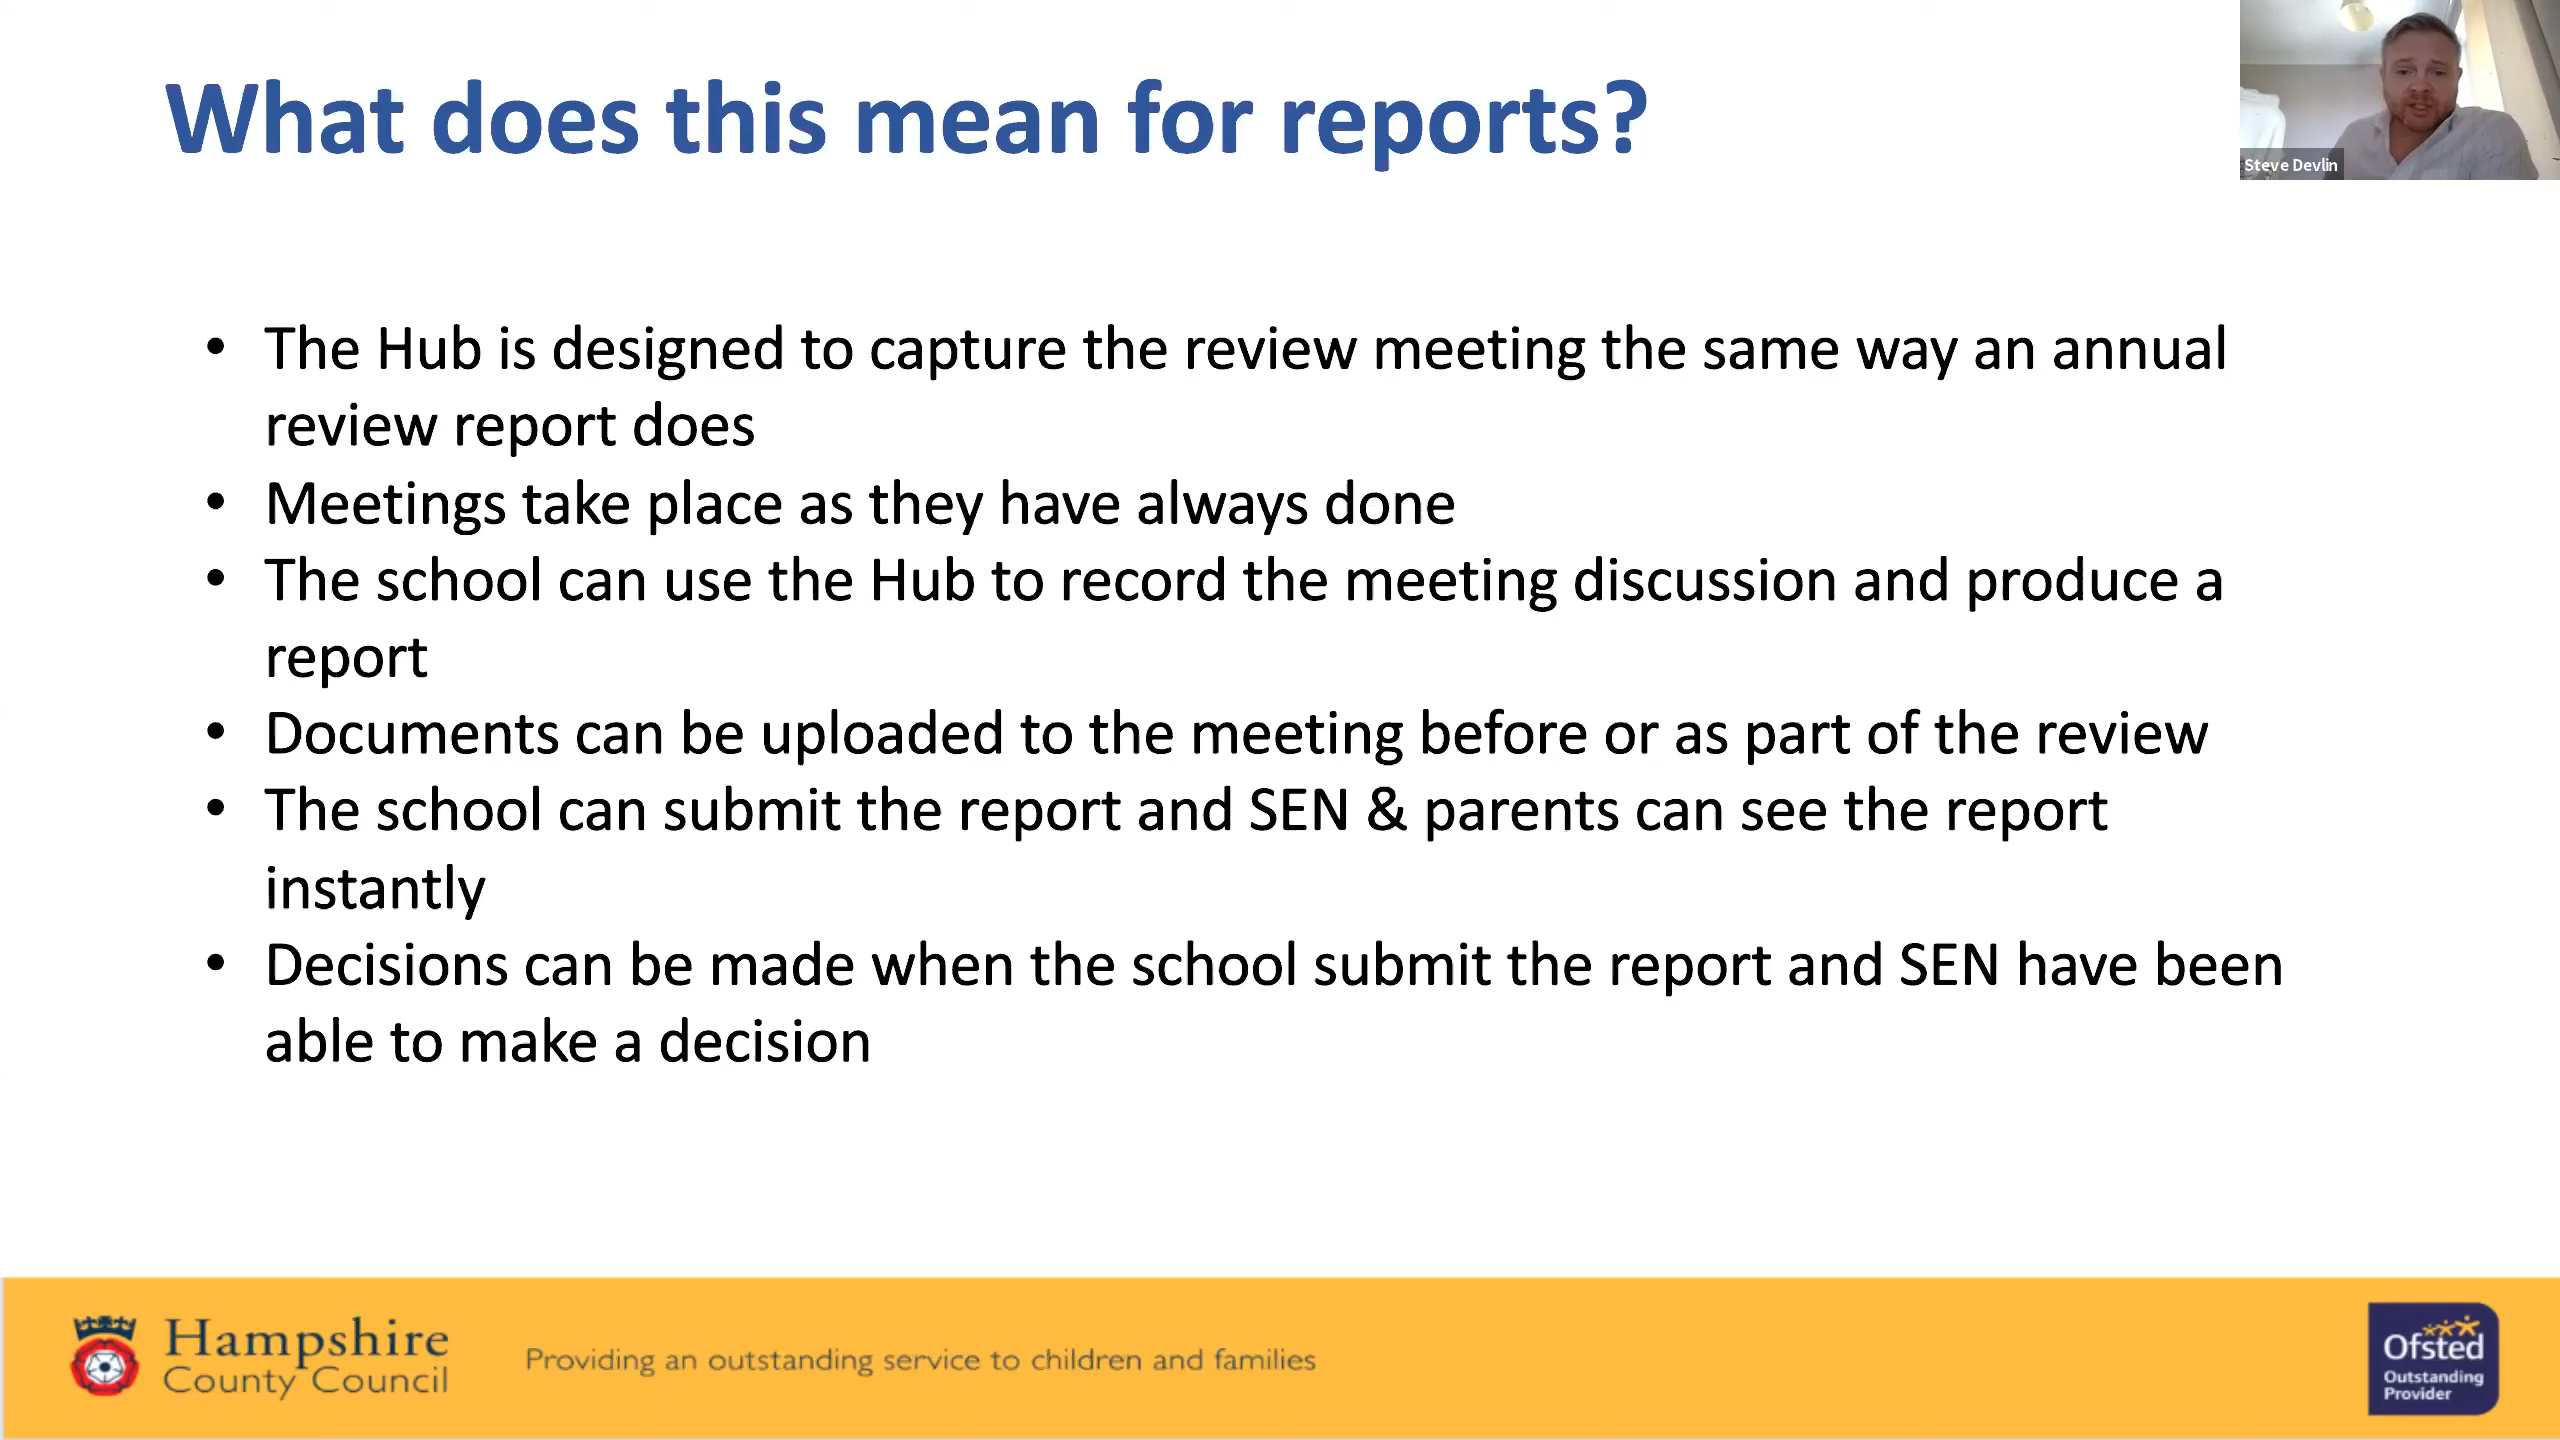 What does this mean for reports?
Steve Devlin
• The Hub is designed to capture the review meeting the same way an annual
review report does
• Meetings take place as they have always done
• The school can use the Hub to record the meeting discussion and produce a
report
• Documents can be uploaded to the meeting before or as part of the review
• The school can submit the report and SEN & parents can see the report
instantly
• Decisions can be made when the school submit the report and SEN have been
able to make a decision
Hampshire
County Council
Providing an outstanding service to children and families
Ofsted
Outstanding
Provider